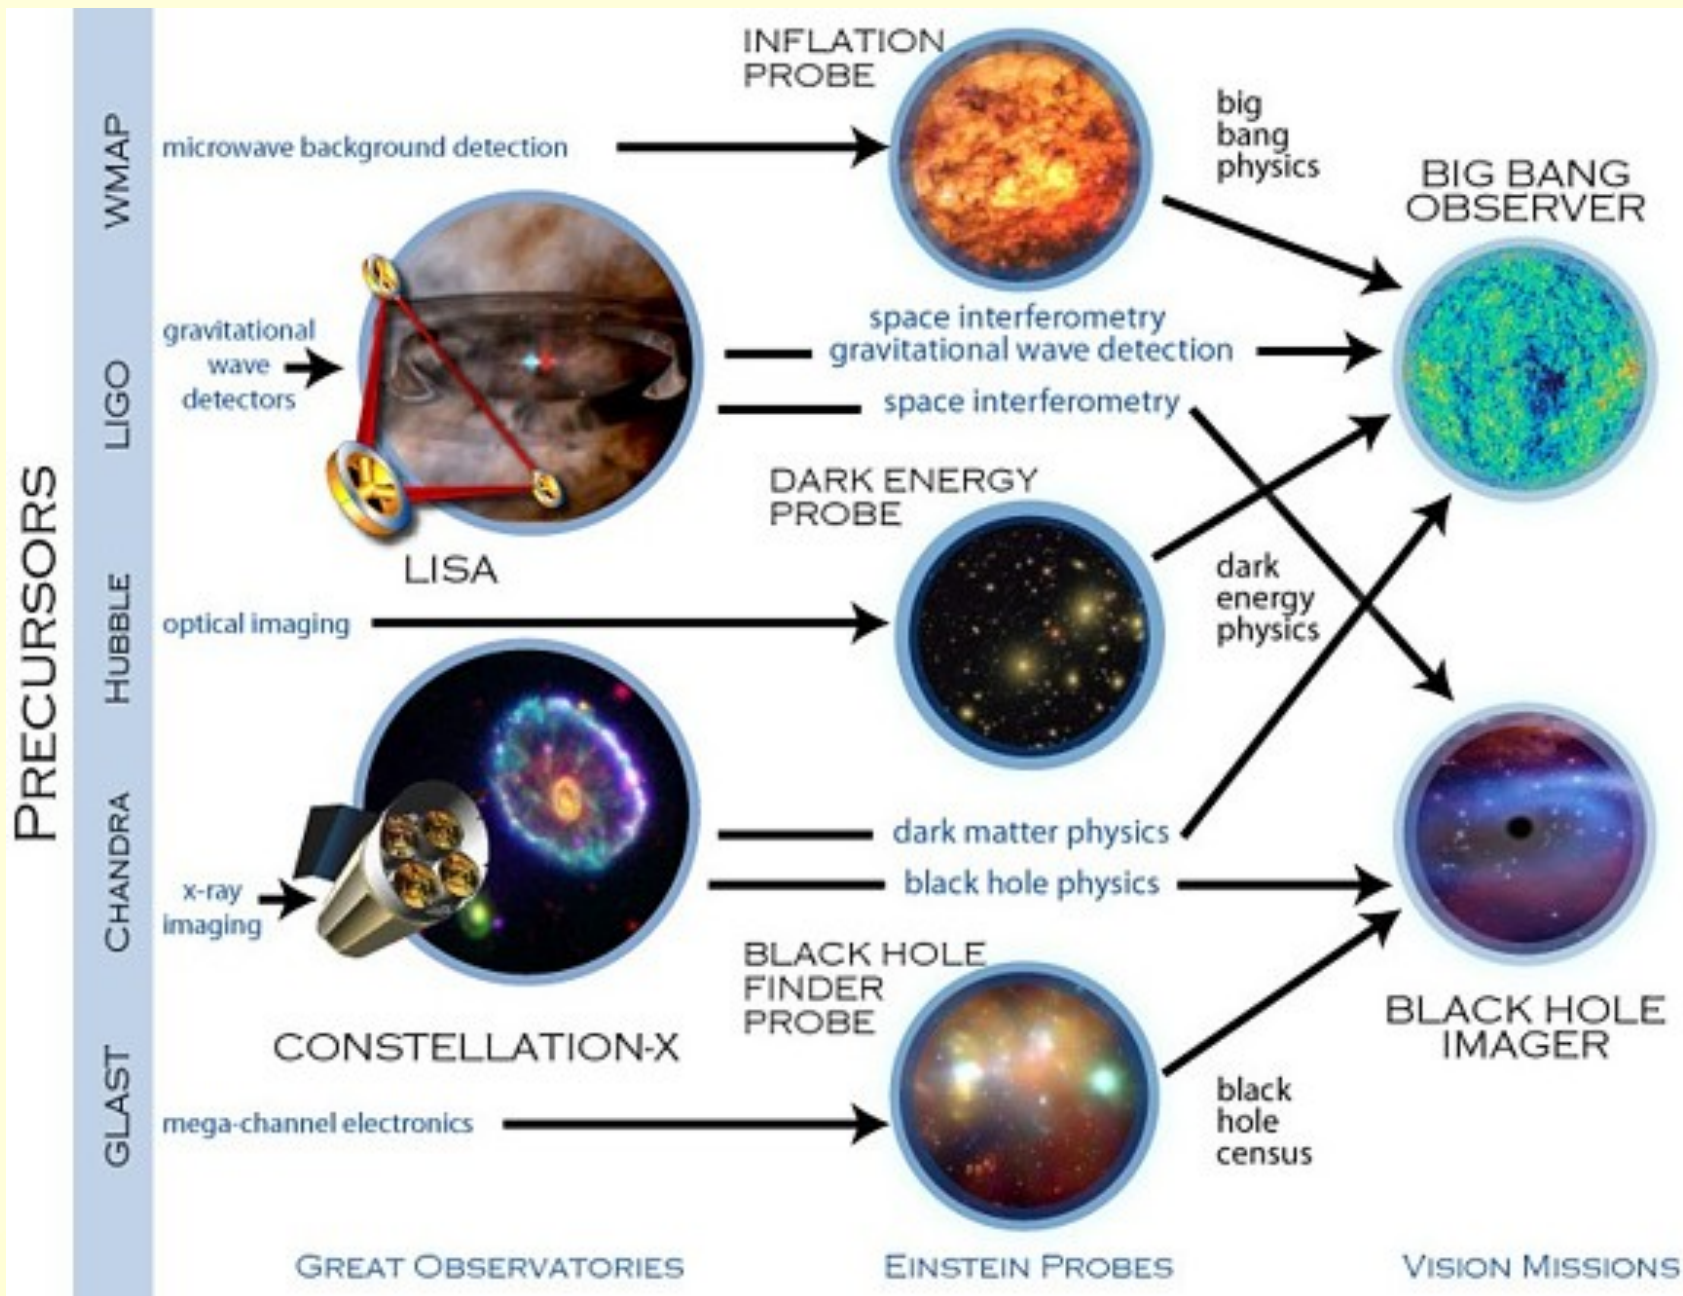 PRECURSORS
WMAP
LIGO
HUBBLE
CHANDRA
GLAST
INFLATION
PROBE
microwave background detection
big
bang
physics
BIG BANG
OBSERVER
gravitational
wave
detectors
space interferometry
gravitational wave detection
space interferometry
LISA
DARK ENERGY
PROBE
optical imaging
dark
energy
physics
dark matter physics
black hole physics
x-ray
imaging
CONSTELLATION-X
BLACK HOLE
FINDER
PROBE
BLACK HOLE
IMAGER
mega-channel electronics
black
hole
census
GREAT OBSERVATORIES
EINSTEIN PROBES
VISION MISSIONS